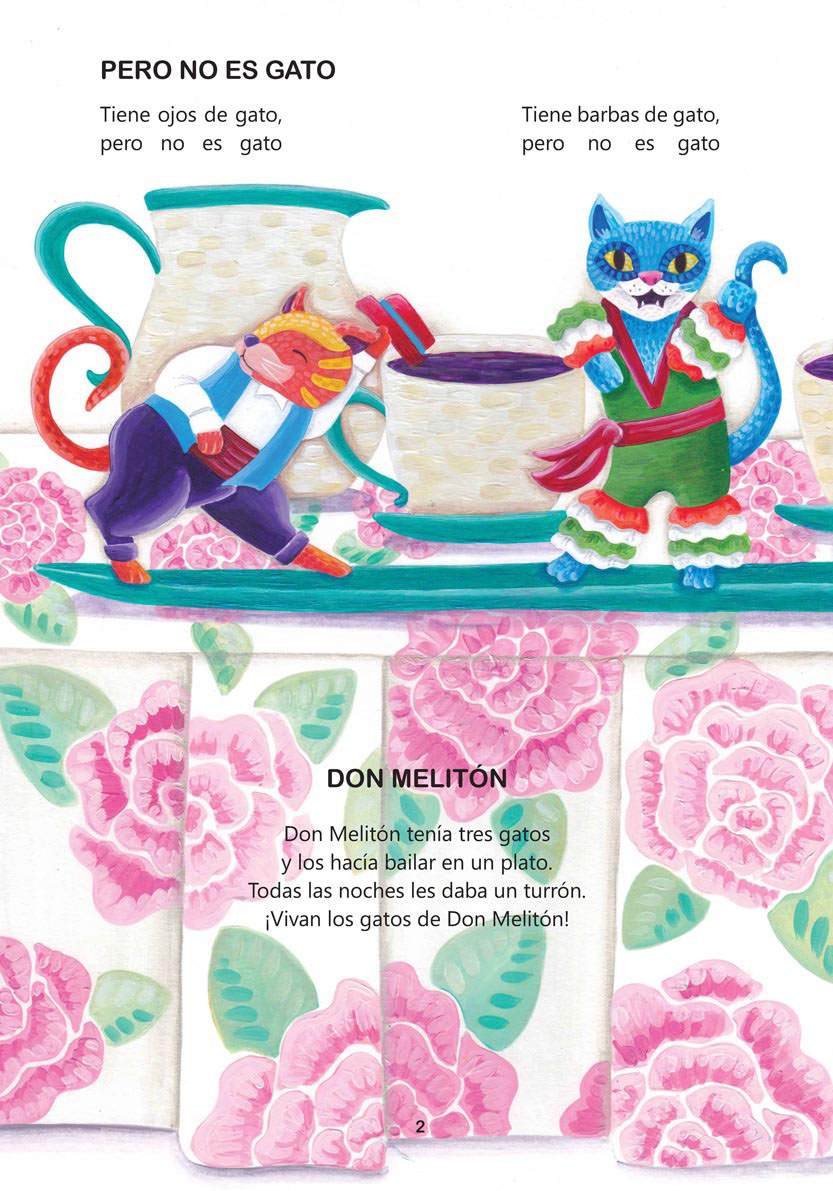 PERO NO ES GATO
Tiene ojos de gato,
pero no es gato
Tiene barbas de gato,
pero no es gato
DON MELITÓN
Don Melitón tenía tres gatos
y los hacía bailar en un plato.
Todas las noches les daba un turrón.
¡Vivan los gatos de Don Melitón!
2